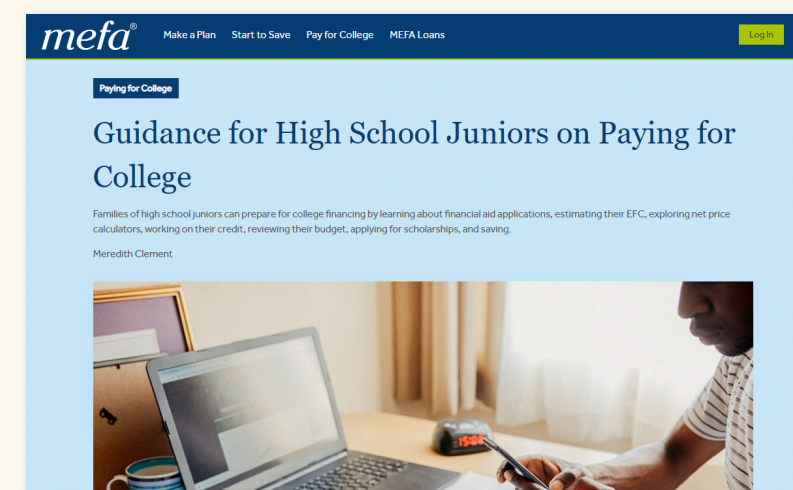 mefa®
Make a Plan Start to Save Pay for College MEFA Loans
Log In
Paying for College
Guidance for High School Juniors on Paying for
College
Families of high school juniors can prepare for college financing by learning about financial aid applications, estimating their EFC, exploring net price
calculators, working on their credit, reviewing their budget, applying for scholarships, and saving.
Meredith Clement
15:08